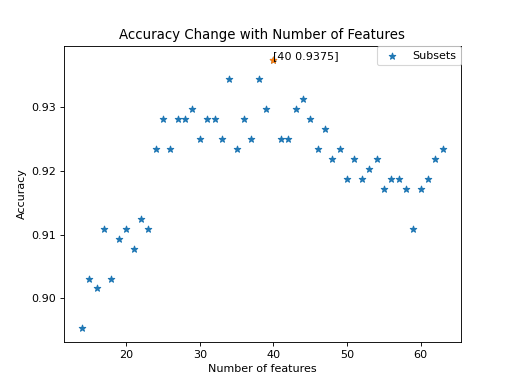 Accuracy Change with Number of Features
[40 0.9375]
Subsets
0.93
0.92
0.91
0.90
Accuracy
20 30 40 50 60
Number of features